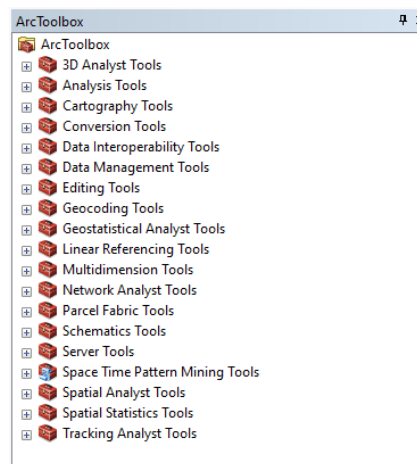 ArcToolbox
ArcToolbox
3D Analyst Tools
Analysis Tools
Cartography Tools
Conversion Tools
Data Interoperability Tools
Data Management Tools
Editing Tools
Geocoding Tools
Geostatistical Analyst Tools
Linear Referencing Tools
Multidimension Tools
Network Analyst Tools
Parcel Fabric Tools
Schematics Tools
Server Tools
Space Time Pattern Mining Tools
Spatial Analyst Tools
Spatial Statistics Tools
Tracking Analyst Tools